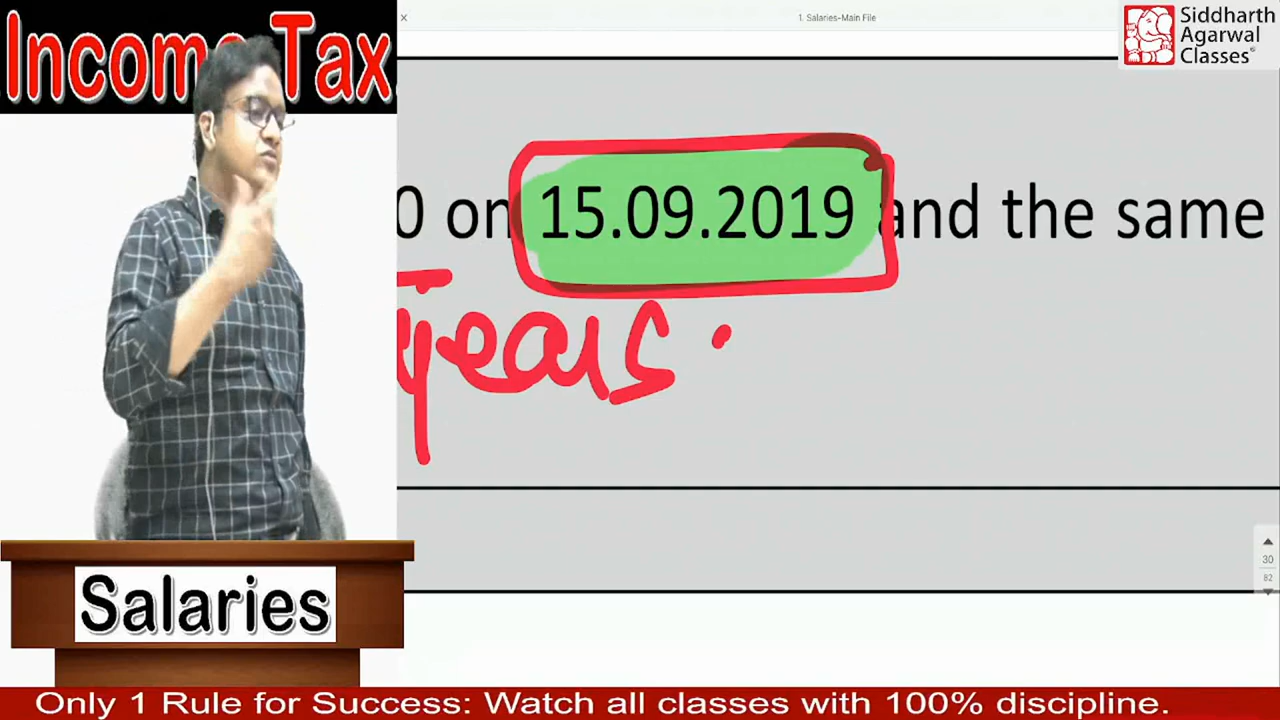 Income Tax
1. Salaries-Main File
Siddharth
Agarwal
Classes®
0 on 15.09.2019 and the same
years.
30
82
Salaries
Only 1 Rule for Success: Watch all classes with 100% discipline.